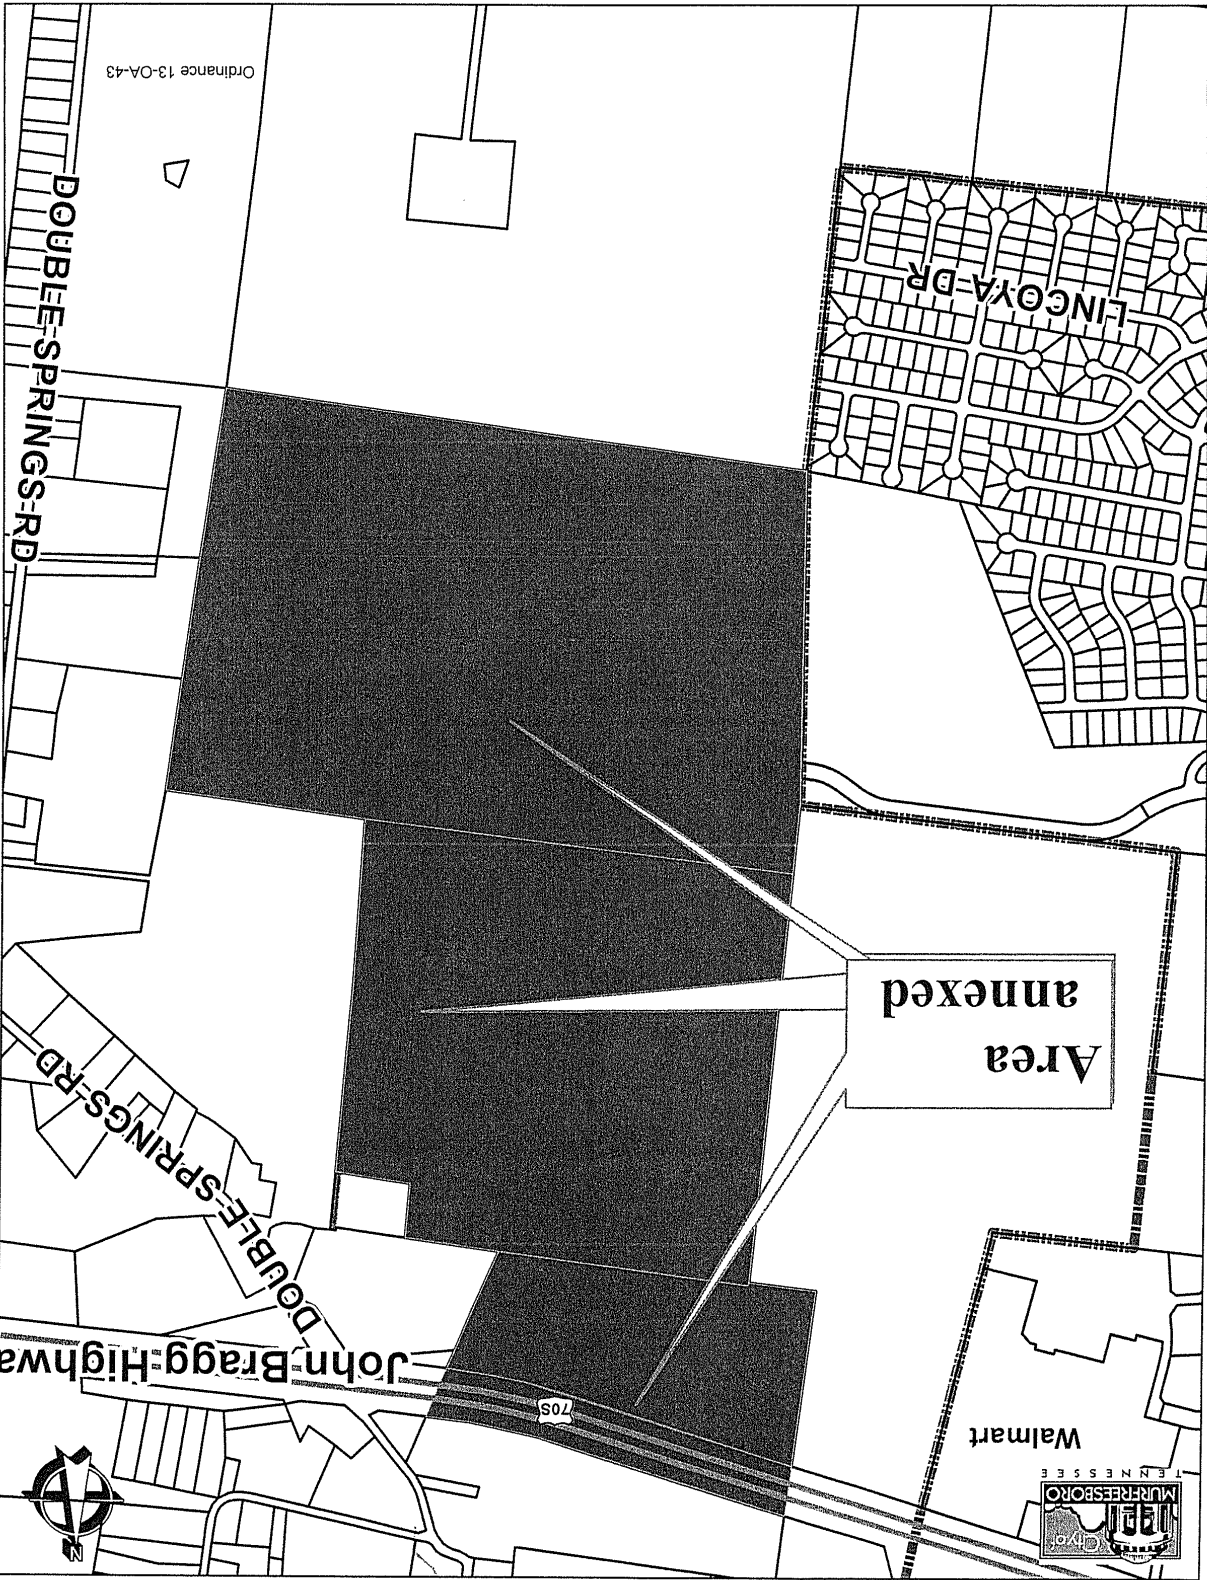 City of
MURFREESBORO
TENNESSEE
N
Walmart
70S
John Bragg Highwa
DOUBLE SPRINGS RD
Area
annexed
DOUBLE SPRINGS RD
LINCOYA DR
Ordinance 13-OA-43